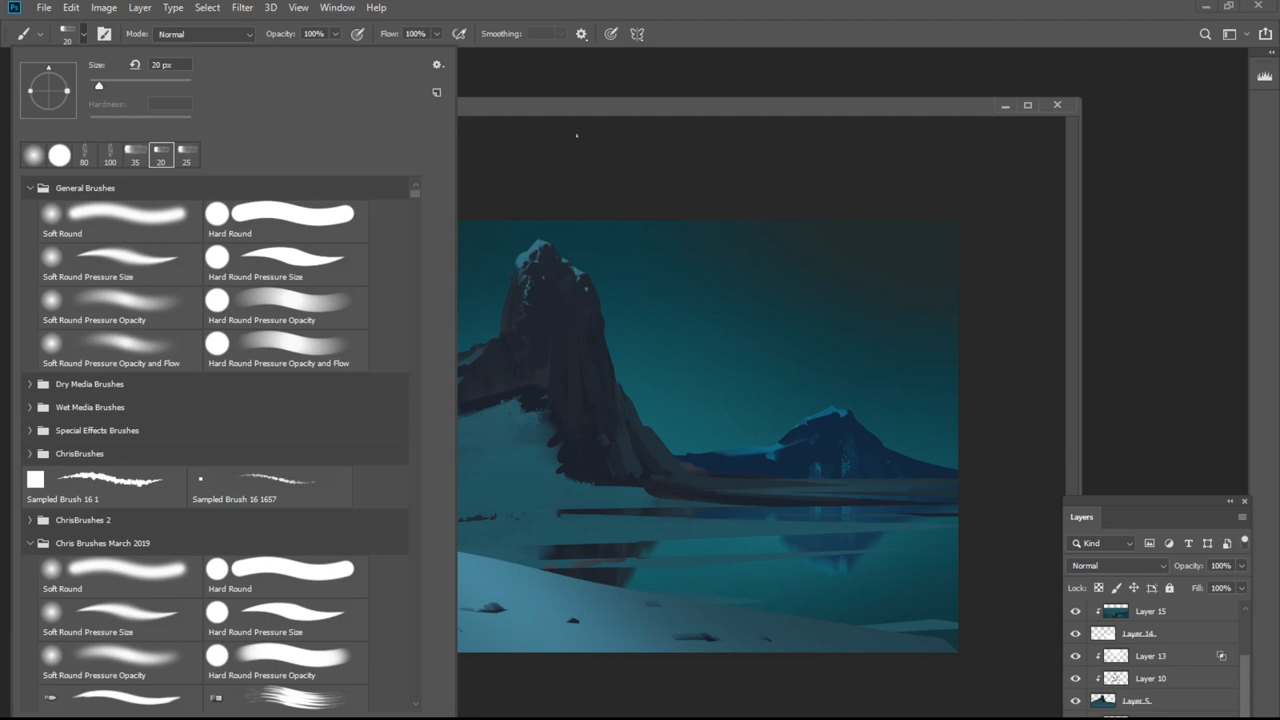 Ps File Edit Image Layer Type Select Filter 3D View Window Help
20 Mode: Normal Opacity: 100% Flow: 100% Smoothing:
Size: 20 px
Hardness:
80 100 35 20 25
General Brushes
Soft Round Hard Round
Soft Round Pressure Size Hard Round Pressure Size
Soft Round Pressure Opacity Hard Round Pressure Opacity
Soft Round Pressure Opacity and Flow Hard Round Pressure Opacity and Flow
Dry Media Brushes
Wet Media Brushes
Special Effects Brushes
ChrisBrushes
Sampled Brush 16 1 Sampled Brush 16 1657
ChrisBrushes 2
Chris Brushes March 2019
Soft Round Hard Round
Soft Round Pressure Size Hard Round Pressure Size
Soft Round Pressure Opacity Hard Round Pressure Opacity
Layers
Kind
Normal Opacity: 100%
Lock: Fill: 100%
Layer 15
Layer 14
Layer 13
Layer 10
Layer 5